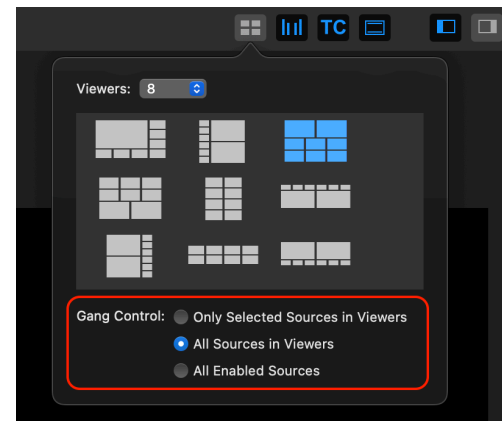 TC
Viewers: 8
Gang Control: Only Selected Sources in Viewers
All Sources in Viewers
All Enabled Sources